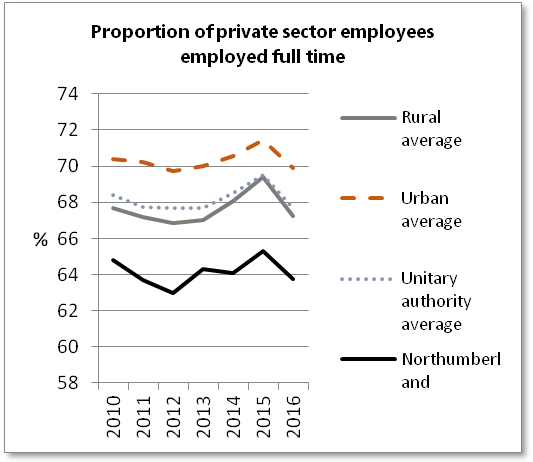 Proportion of private sector employees
employed full time
74
72
70
68
66
64
62
60
58
%
2010
2011
2012
2013
2014
2015
2016
Rural
average
Urban
average
Unitary
authority
average
Northumberl
and